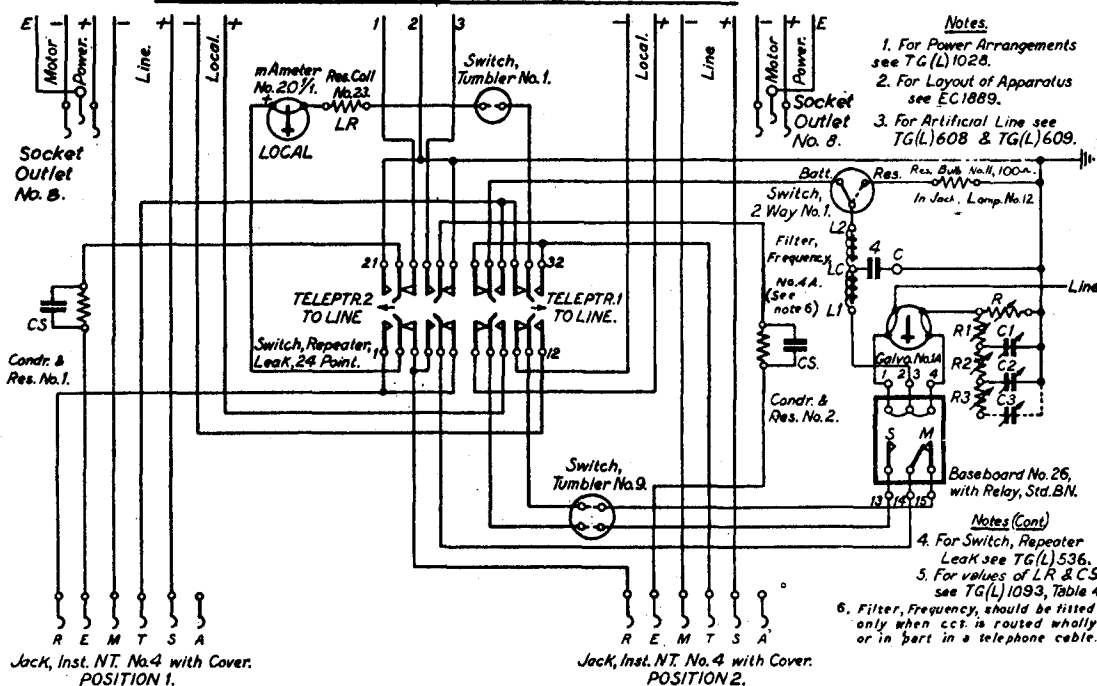 E - + - + - + 1 2 3 - + - + - + E
Motor
Power.
Line.
Local.
Local.
Line
Motor
Power.
mAmeter
No. 20 1/1.
+
LOCAL
Res. Coil
No. 23.
LR
Switch,
Tumbler No. 1.
Socket
Outlet
No. 8.
Socket
Outlet
No. 8.
Notes.
1. For Power Arrangements
see TG(L) 1028.
2. For Layout of Apparatus
see EC1889.
3. For Artificial Line see
TG(L)608 & TG(L)609.
Batt.
Res.
Res. Bulb No. 11, 100 ω.
In Jack, Lamp. No. 12
Switch,
2 Way No. 1.
L2
Filter,
Frequency,
No. 4A.
(See
note 6)
LC
4
C
L1
Line
21
32
TELEPTR. 2
TO LINE.
TELEPTR. 1
TO LINE.
Switch, Repeater,
Leak, 24 Point.
1
12
CS
Condr. &
Res. No. 1.
CS.
Condr. &
Res. No. 2.
Galvo. No. 1A
1 2 3 4
R
R1
C1
R2
C2
R3
C3
S
M
Baseboard No. 26,
with Relay, Std. BN.
13 14 15
Switch,
Tumbler No. 9.
Notes (Cont)
4. For Switch, Repeater
Leak see TG(L) 536.
5. For values of LR & CS
see TG(L) 1093, Table 4
6. Filter, Frequency, should be fitted
only when cct. is routed wholly
or in part in a telephone cable.
R E M T S A
R E M T S A
Jack, Inst. NT. No. 4 with Cover.
POSITION 1.
Jack, Inst. NT. No. 4 with Cover.
POSITION 2.